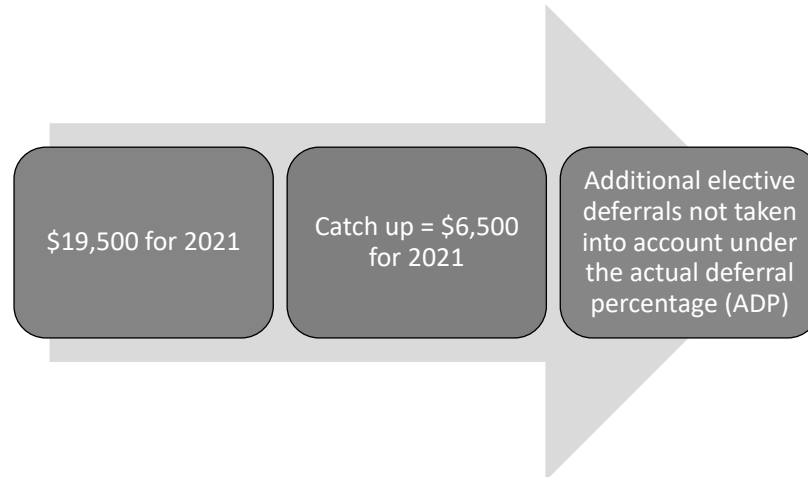 $19,500 for 2021
Catch up = $6,500
for 2021
Additional elective
deferrals not taken
into account under
the actual deferral
percentage (ADP)